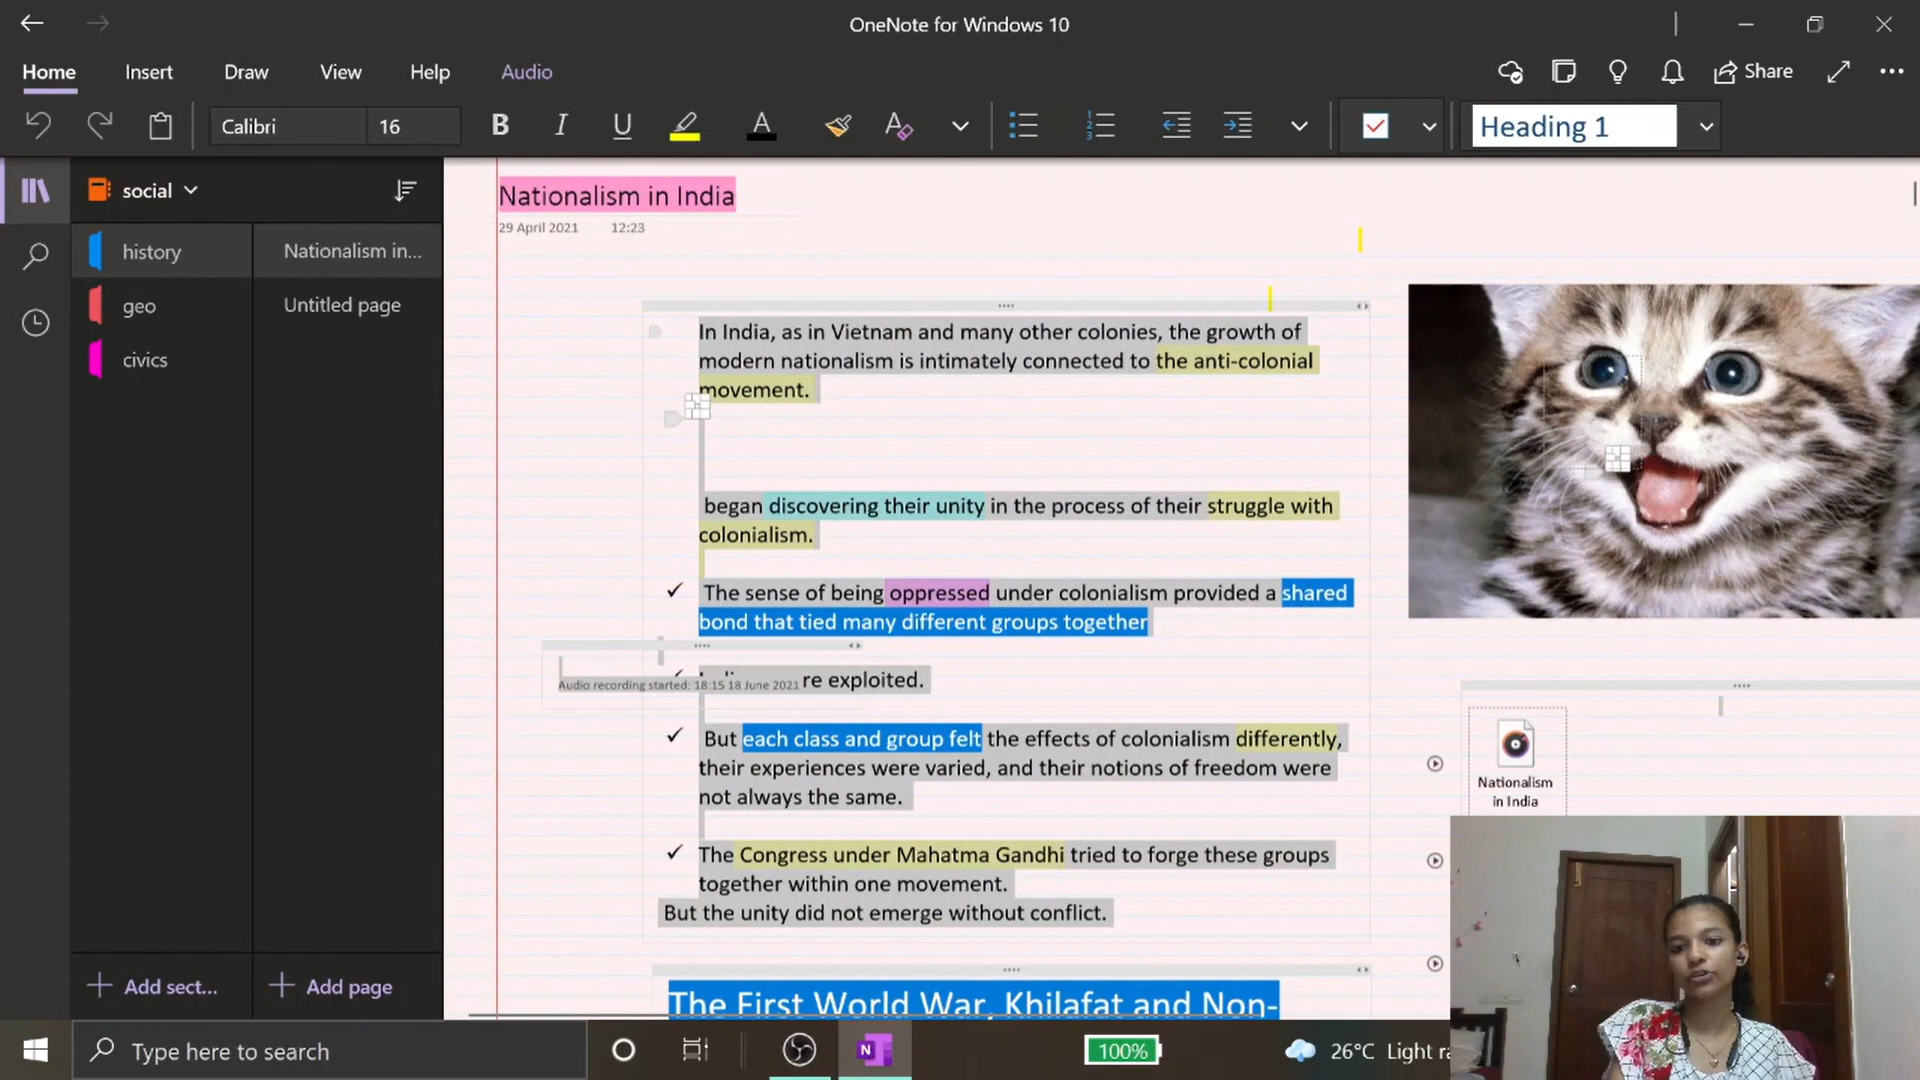 OneNote for Windows 10
Home Insert Draw View Help Audio
Share
Calibri 16 B I U A A Heading 1
social
history
geo
civics
Nationalism in...
Untitled page
Nationalism in India
29 April 2021 12:23
In India, as in Vietnam and many other colonies, the growth of
modern nationalism is intimately connected to the anti-colonial
movement.
began discovering their unity in the process of their struggle with
colonialism.
The sense of being oppressed under colonialism provided a shared
bond that tied many different groups together
re exploited.
Audio recording started: 18:15 18 June 2021
But each class and group felt the effects of colonialism differently,
their experiences were varied, and their notions of freedom were
not always the same.
The Congress under Mahatma Gandhi tried to forge these groups
together within one movement.
But the unity did not emerge without conflict.
The First World War, Khilafat and Non-
Nationalism
in India
Add sect...
Add page
Type here to search
N
100%
26°C Light ra